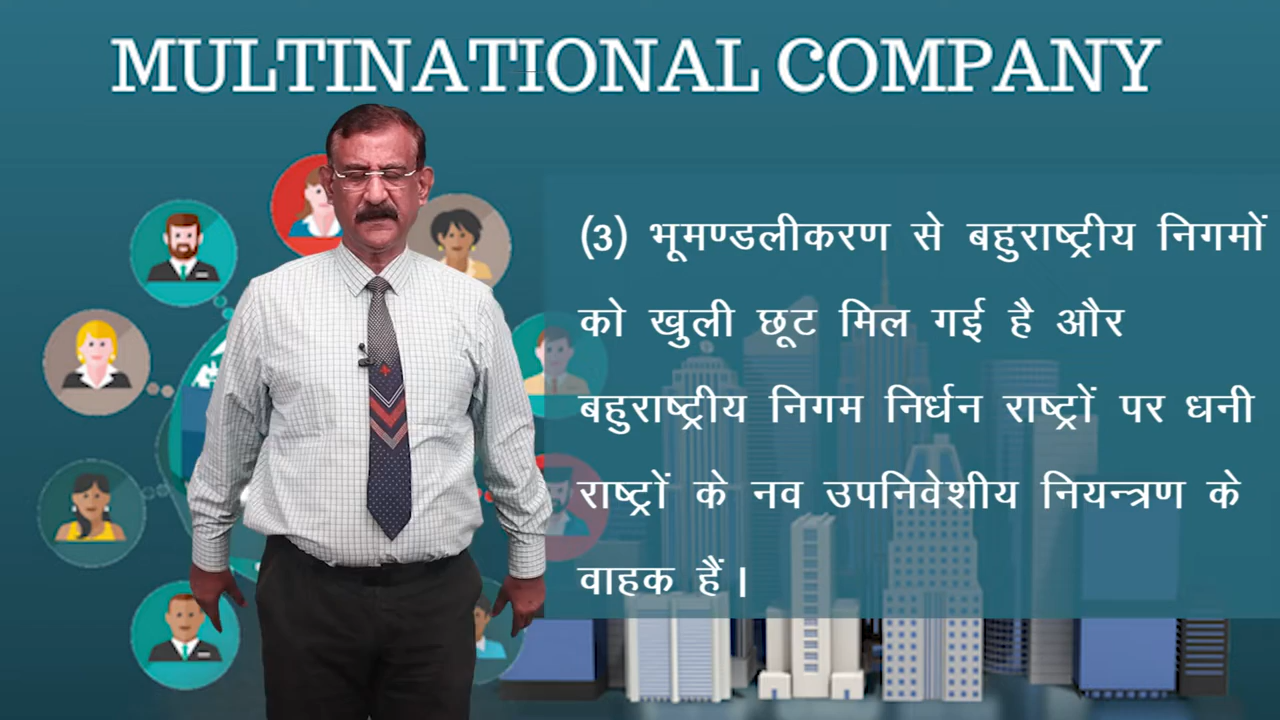 MULTINATIONAL COMPANY
(3) भूमण्डलीकरण से बहुराष्ट्रीय निगमों
को खुली छूट मिल गई है और
बहुराष्ट्रीय निगम निर्धन राष्ट्रों पर धनी
राष्ट्रों के नव उपनिवेशीय नियन्त्रण के
वाहक हैं।